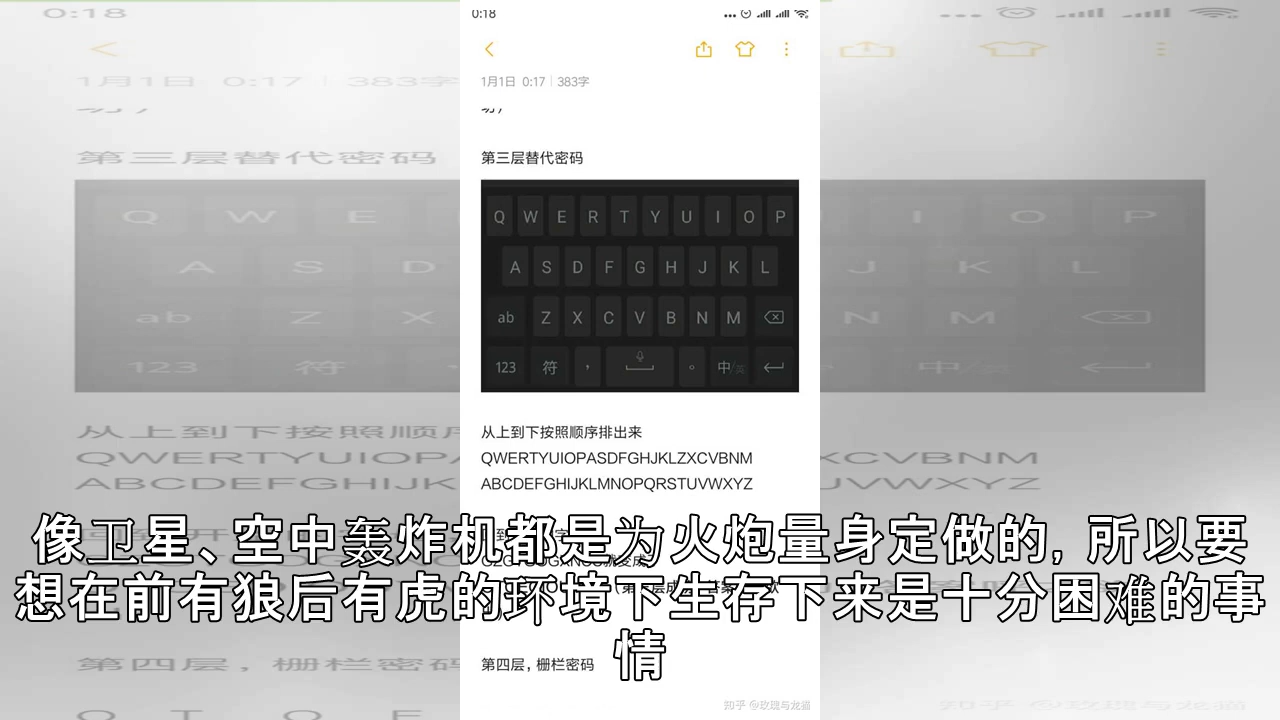 0:18
1月1日 0:17 | 383字
第三层替代密码
Q W E R T Y U I O P
A S D F G H J K L
ab Z X C V B N M
123 符 , 。 中/英
从上到下按照顺序排出来
QWERTYUIOPASDFGHJKLZXCVBNM
ABCDEFGHIJKLMNOPQRSTUVWXYZ
像卫星、空中轰炸机都是为火炮量身定做的, 所以要
想在前有狼后有虎的环境下生存下来是十分困难的事
情
第四层, 栅栏密码
知乎 @玫瑰与龙猫